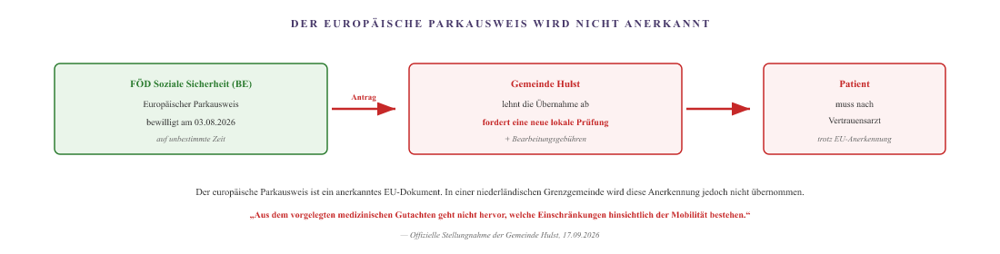 DER EUROPÄISCHE PARKAUSWEIS WIRD NICHT ANERKANNT
FÖD Soziale Sicherheit (BE)
Europäischer Parkausweis
bewilligt am 03.08.2026
auf unbestimmte Zeit
Antrag
Gemeinde Hulst
lehnt die Übernahme ab
fordert eine neue lokale Prüfung
+ Bearbeitungsgebühren
Patient
muss nach
Vertrauensarzt
trotz EU-Anerkennung
Der europäische Parkausweis ist ein anerkanntes EU-Dokument. In einer niederländischen Grenzgemeinde wird diese Anerkennung jedoch nicht übernommen.
„Aus dem vorgelegten medizinischen Gutachten geht nicht hervor, welche Einschränkungen hinsichtlich der Mobilität bestehen.“
— Offizielle Stellungnahme der Gemeinde Hulst, 17.09.2026